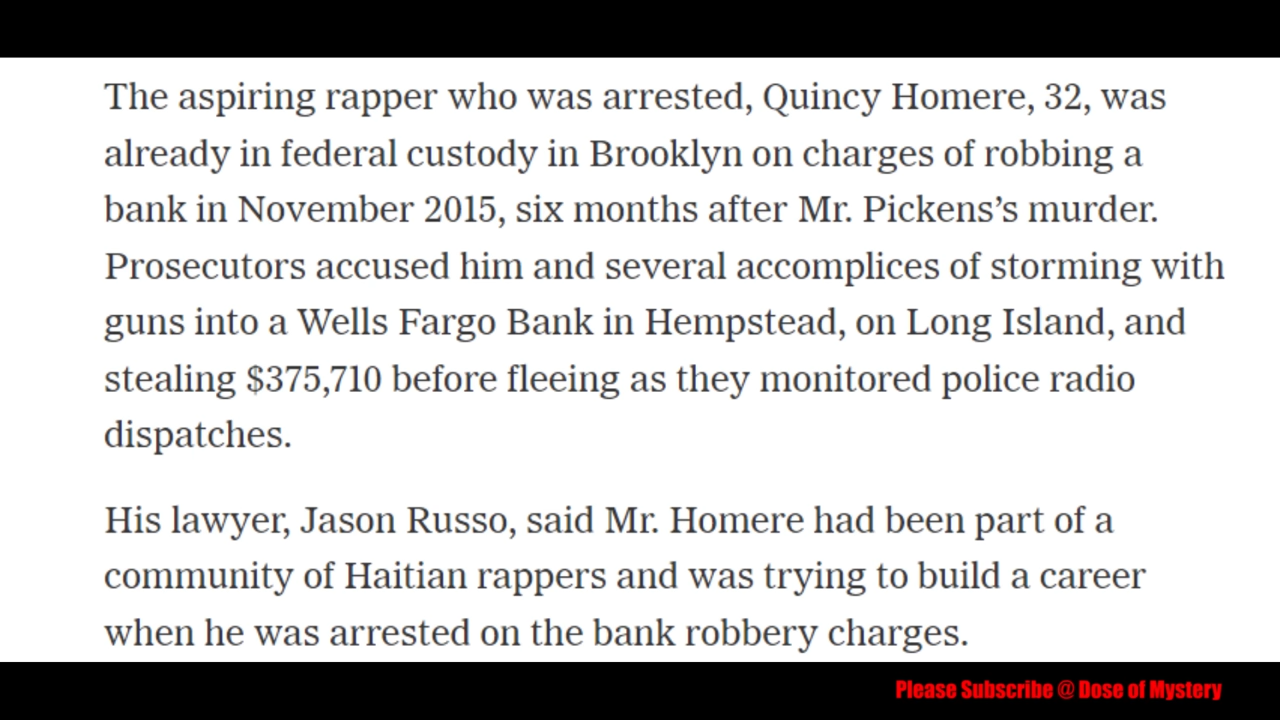 The aspiring rapper who was arrested, Quincy Homere, 32, was
already in federal custody in Brooklyn on charges of robbing a
bank in November 2015, six months after Mr. Pickens’s murder.
Prosecutors accused him and several accomplices of storming with
guns into a Wells Fargo Bank in Hempstead, on Long Island, and
stealing $375,710 before fleeing as they monitored police radio
dispatches.
His lawyer, Jason Russo, said Mr. Homere had been part of a
community of Haitian rappers and was trying to build a career
when he was arrested on the bank robbery charges.
Please Subscribe @ Dose of Mystery